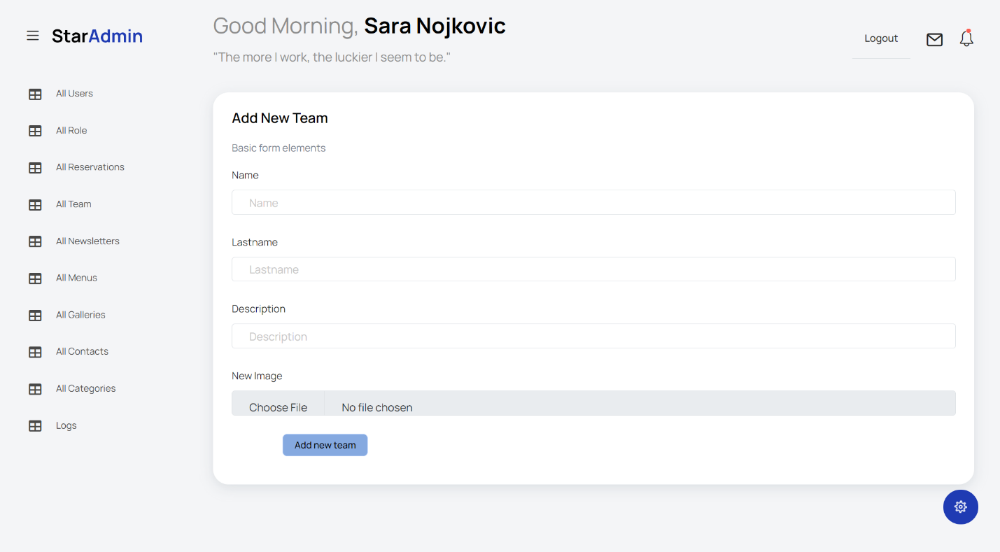 StarAdmin
Good Morning, Sara Nojkovic
"The more I work, the luckier I seem to be."
Logout
All Users
All Role
All Reservations
All Team
All Newsletters
All Menus
All Galleries
All Contacts
All Categories
Logs
Add New Team
Basic form elements
Name
Name
Lastname
Lastname
Description
Description
New Image
Choose File No file chosen
Add new team